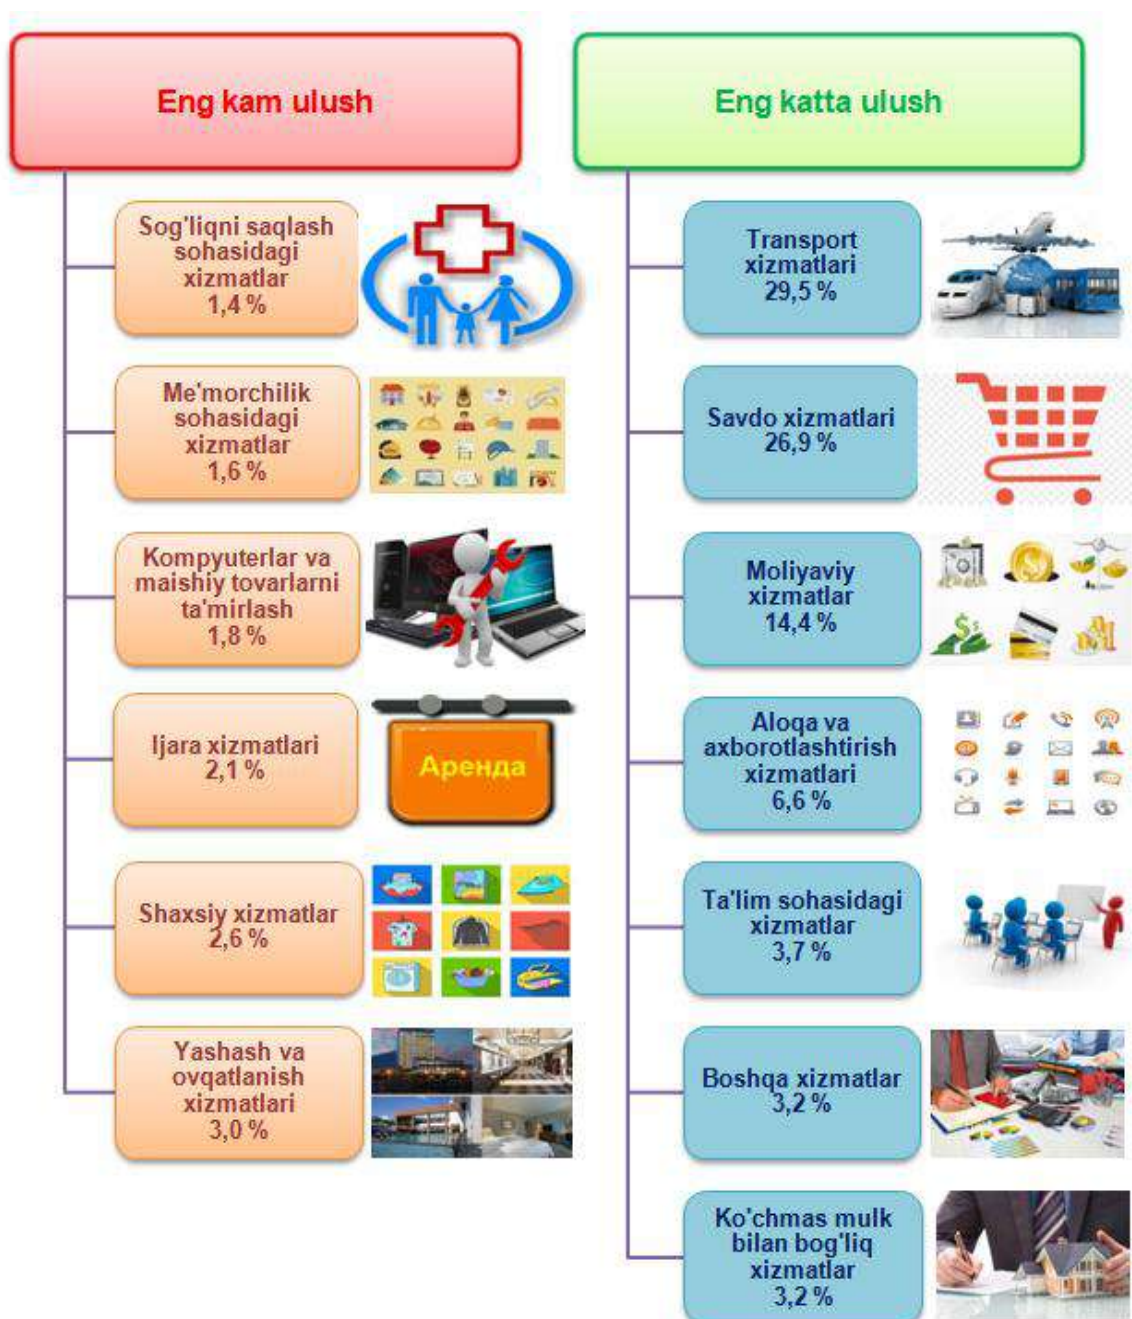 Eng kam ulush
Sog'liqni saqlash
sohasidagi
xizmatlar
1,4 %
Me'morchilik
sohasidagi
xizmatlar
1,6 %
Kompyuterlar va
maishiy tovarlarni
ta'mirlash
1,8 %
Ijara xizmatlari
2,1 %
Аренда
Shaxsiy xizmatlar
2,6 %
Yashash va
ovqatlanish
xizmatlari
3,0 %
Eng katta ulush
Transport
xizmatlari
29,5 %
Savdo xizmatlari
26,9 %
Moliyaviy
xizmatlar
14,4 %
Aloqa va
axborotlashtirish
xizmatlari
6,6 %
Ta'lim sohasidagi
xizmatlar
3,7 %
Boshqa xizmatlar
3,2 %
Ko'chmas mulk
bilan bog'liq
xizmatlar
3,2 %